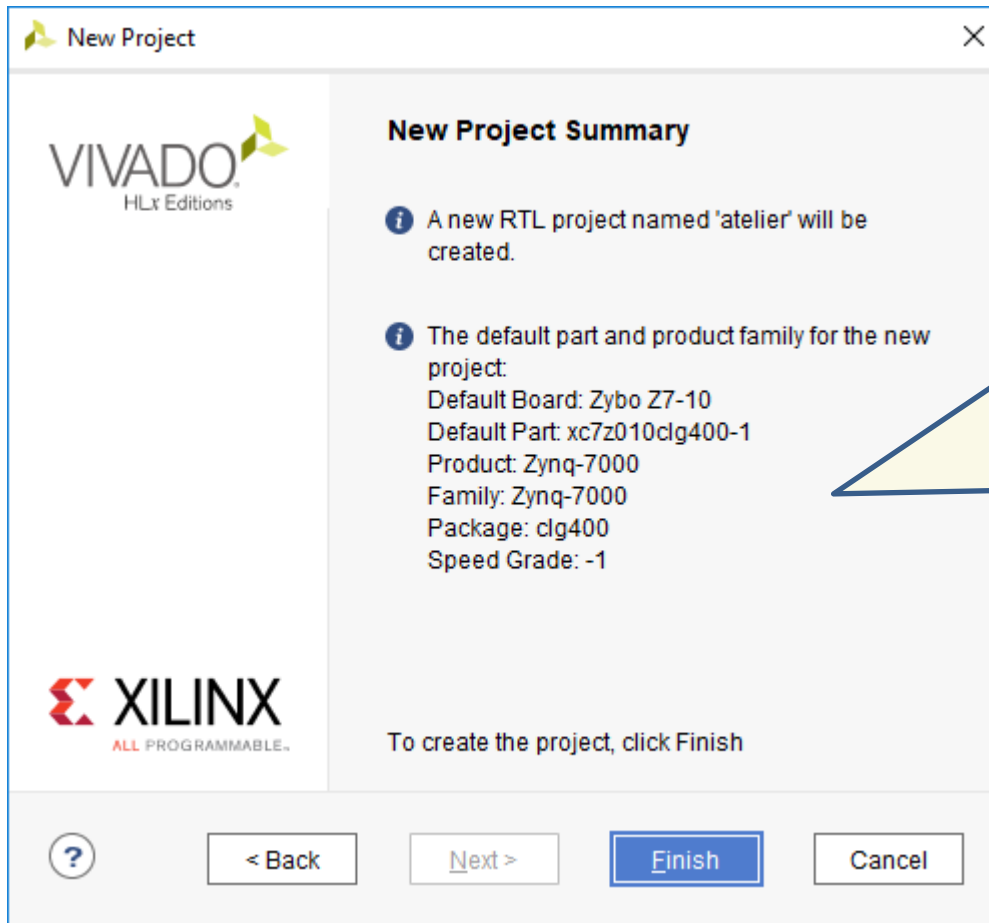 New Project
VIVADO.
HLx Editions
New Project Summary
A new RTL project named 'atelier' will be
created.
The default part and product family for the new
project:
Default Board: Zybo Z7-10
Default Part: xc7z010clg400-1
Product: Zynq-7000
Family: Zynq-7000
Package: clg400
Speed Grade: -1
XILINX
ALL PROGRAMMABLE™
To create the project, click Finish
?
< Back
Next >
Finish
Cancel